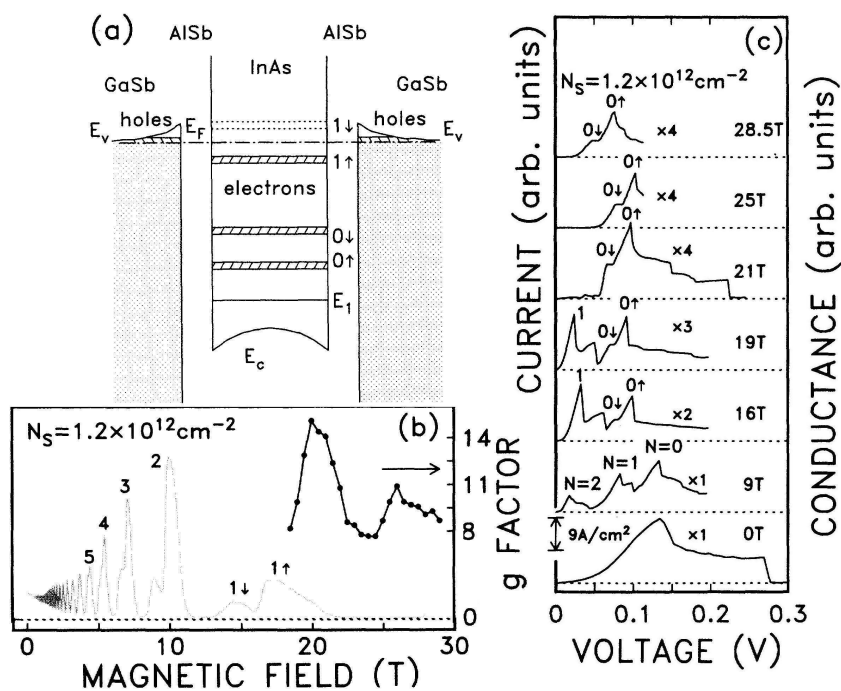 (a)
AlSb
AlSb
InAs
GaSb
GaSb
holes
holes
E_v
E_F
E_v
1↓
1↑
electrons
0↓
0↑
E_1
E_c
N_S=1.2×10^12cm^-2
(b)
5
4
3
2
1↓
1↑
14
11
8
0
g FACTOR
0
10
20
30
MAGNETIC FIELD (T)
(c)
N_S=1.2×10^12cm^-2
0↓
0↑
×4
28.5T
0↓
0↑
×4
25T
0↓
0↑
×4
21T
1
0↓
0↑
×3
19T
1
0↓
0↑
×2
16T
N=2
N=1
N=0
×1
9T
9A/cm^2
×1
0T
CURRENT (arb. units)
0
0.1
0.2
0.3
VOLTAGE (V)
CONDUCTANCE (arb. units)